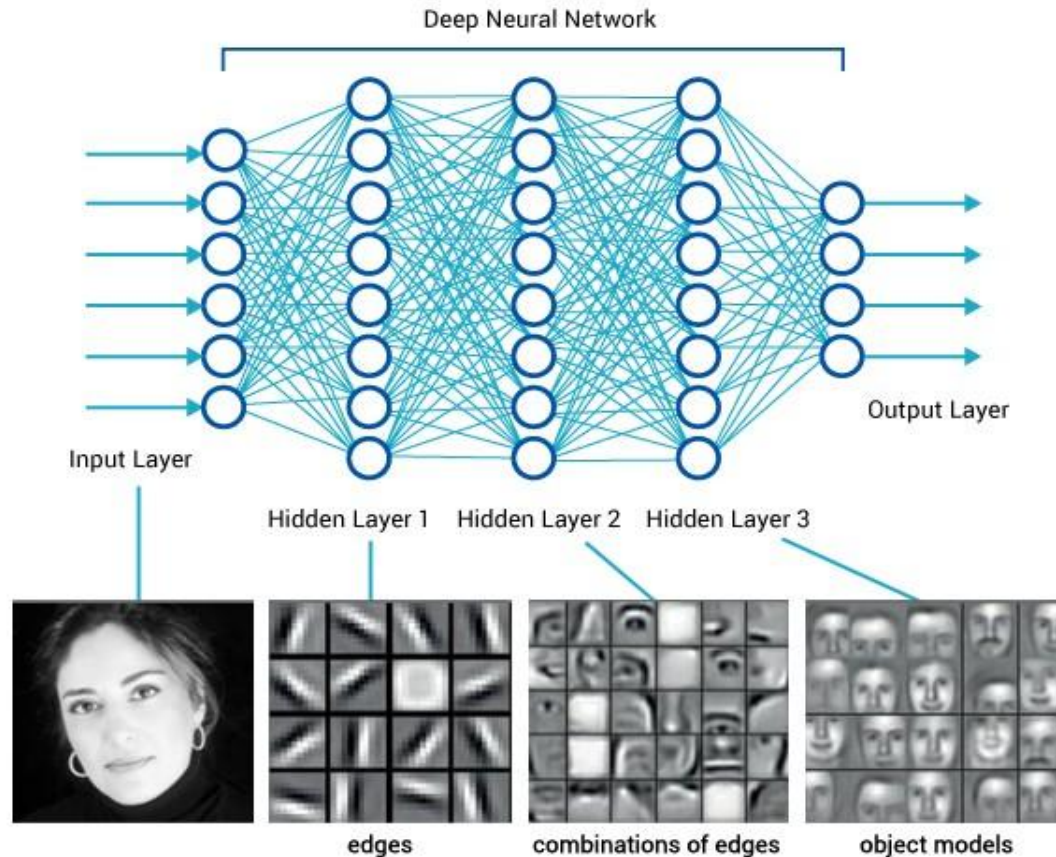 Deep Neural Network
Output Layer
Input Layer
Hidden Layer 1
Hidden Layer 2
Hidden Layer 3
edges
combinations of edges
object models